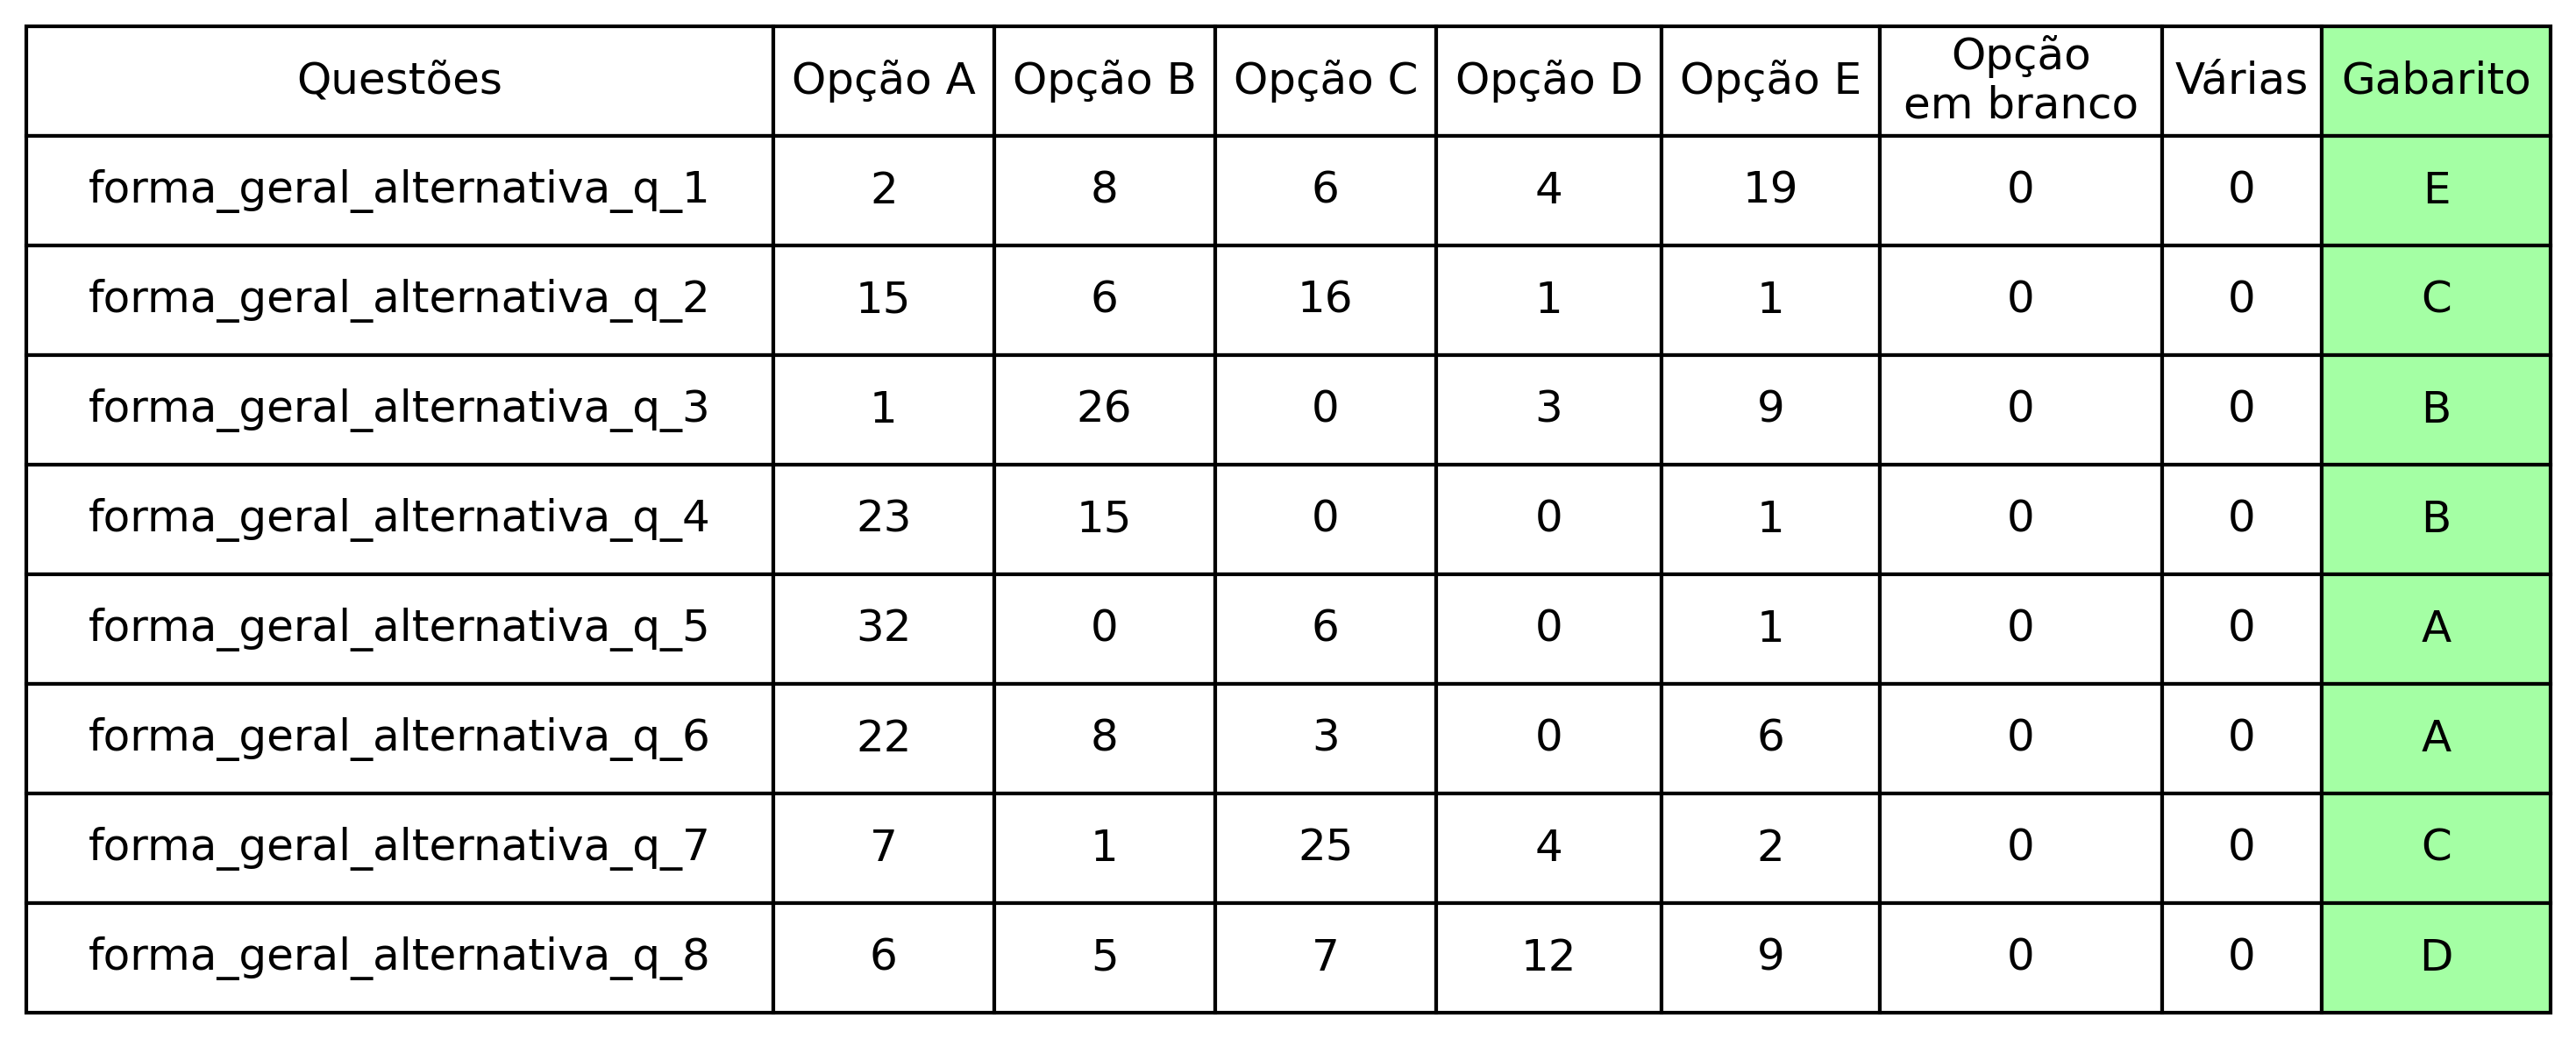 Questões Opção A Opção B Opção C Opção D Opção E Opção em branco Várias Gabarito
forma_geral_alternativa_q_1 2 8 6 4 19 0 0 E
forma_geral_alternativa_q_2 15 6 16 1 1 0 0 C
forma_geral_alternativa_q_3 1 26 0 3 9 0 0 B
forma_geral_alternativa_q_4 23 15 0 0 1 0 0 B
forma_geral_alternativa_q_5 32 0 6 0 1 0 0 A
forma_geral_alternativa_q_6 22 8 3 0 6 0 0 A
forma_geral_alternativa_q_7 7 1 25 4 2 0 0 C
forma_geral_alternativa_q_8 6 5 7 12 9 0 0 D